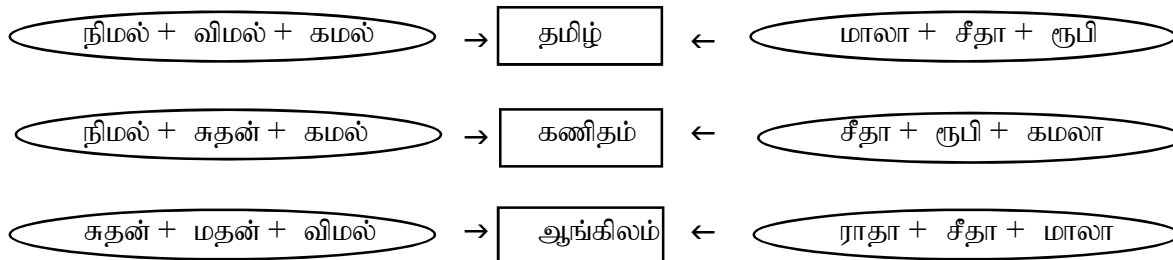 நிமல் + விமல் + கமல் → தமிழ் ← மாலா + சீதா + ரூபி
நிமல் + சுதன் + கமல் → கணிதம் ← சீதா + ரூபி + கமலா
சுதன் + மதன் + விமல் → ஆங்கிலம் ← ராதா + சீதா + மாலா